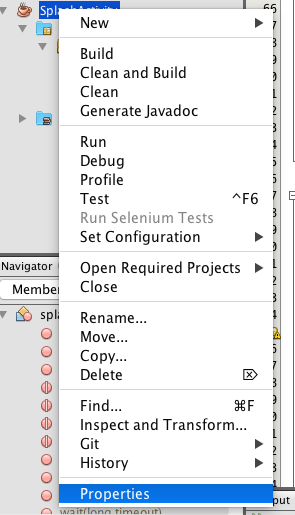 SplashActivity
New
Build
Clean and Build
Clean
Generate Javadoc
Run
Debug
Profile
Test ^F6
Run Selenium Tests
Set Configuration
Open Required Projects
Close
Rename...
Move...
Copy...
Delete ⌦
Find... ⌘F
Inspect and Transform...
Git
History
Properties
Navigator
Member
spla
wait(long timeout)
put
66